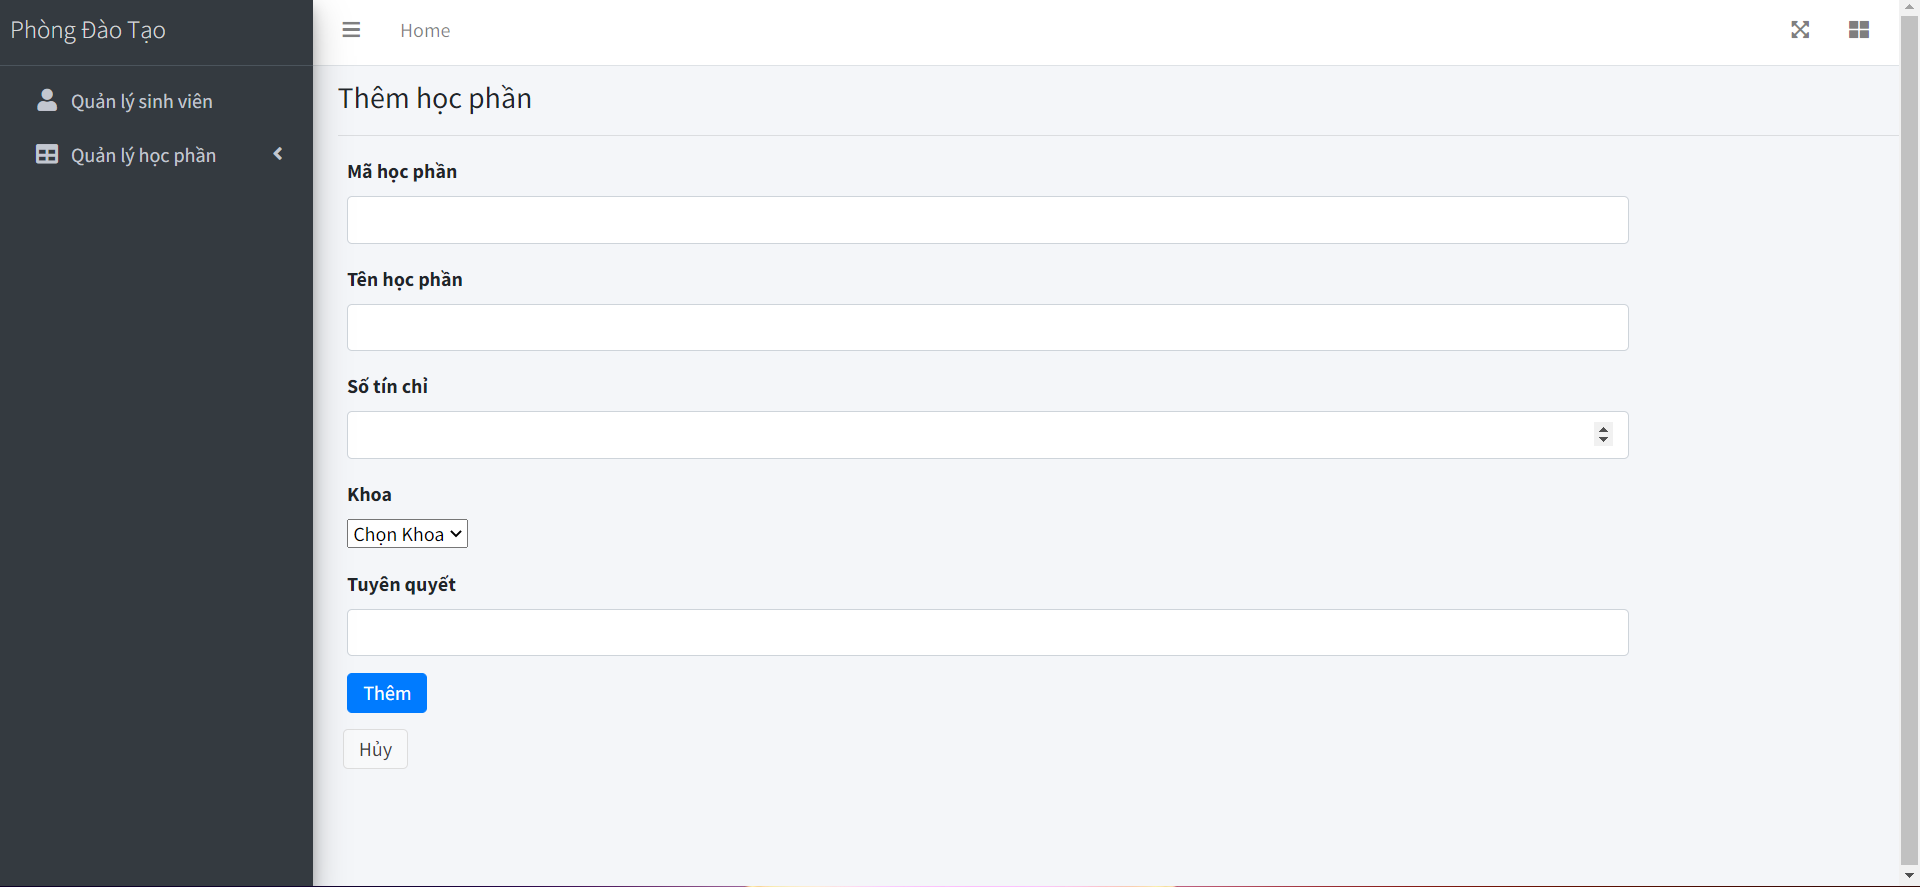 Phòng Đào Tạo
Home
Quản lý sinh viên
Quản lý học phần
Thêm học phần
Mã học phần
Tên học phần
Số tín chỉ
Khoa
Chọn Khoa
Tuyên quyết
Thêm
Hủy